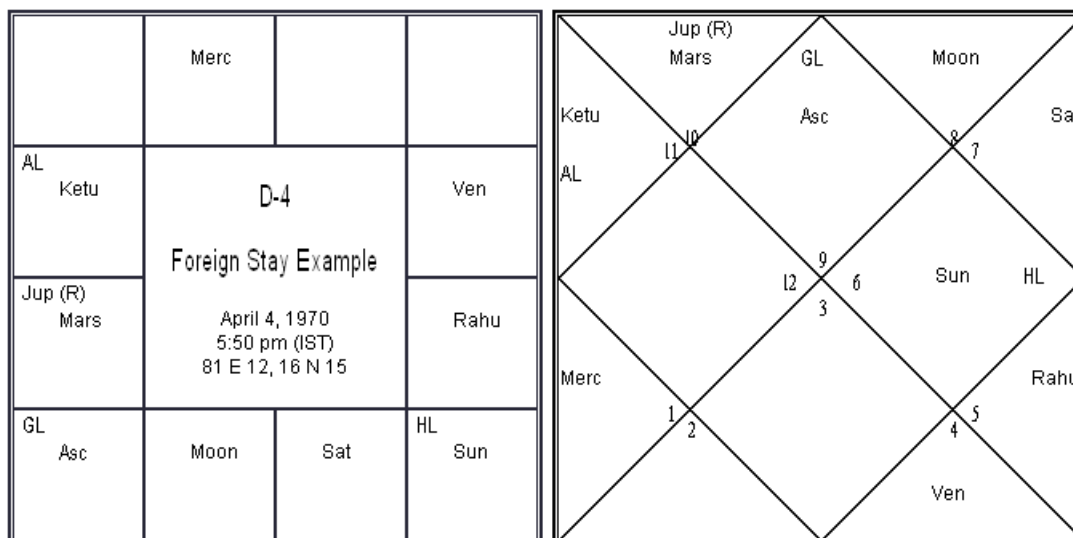 Merc
AL
Ketu
D-4
Ven
Foreign Stay Example
Jup (R)
Mars
April 4, 1970
5:50 pm (IST)
81 E 12, 16 N 15
Rahu
GL
Asc
Moon
Sat
HL
Sun
Jup (R)
Mars
GL
Moon
Ketu
Asc
Sa
10
8
11
7
AL
9
12
6
Sun
HL
3
Merc
Rahu
1
5
2
4
Ven